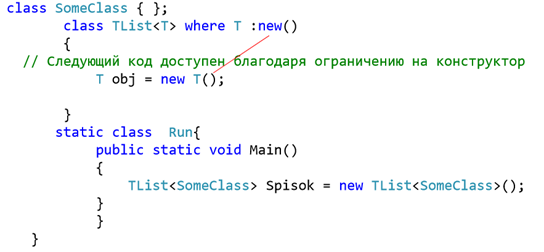 class SomeClass { };
class TList<T> where T :new()
{
// Следующий код доступен благодаря ограничению на конструктор
T obj = new T();
}
static class  Run{
public static void Main()
{
TList<SomeClass> Spisok = new TList<SomeClass>();
}
}
}